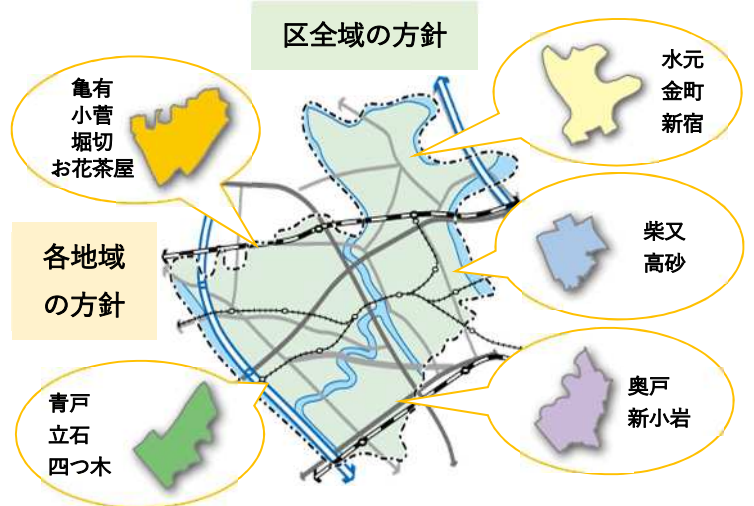 区全域の方針
亀有
小菅
堀切
お花茶屋
水元
金町
新宿
各地域
の方針
柴又
高砂
青戸
立石
四つ木
奥戸
新小岩